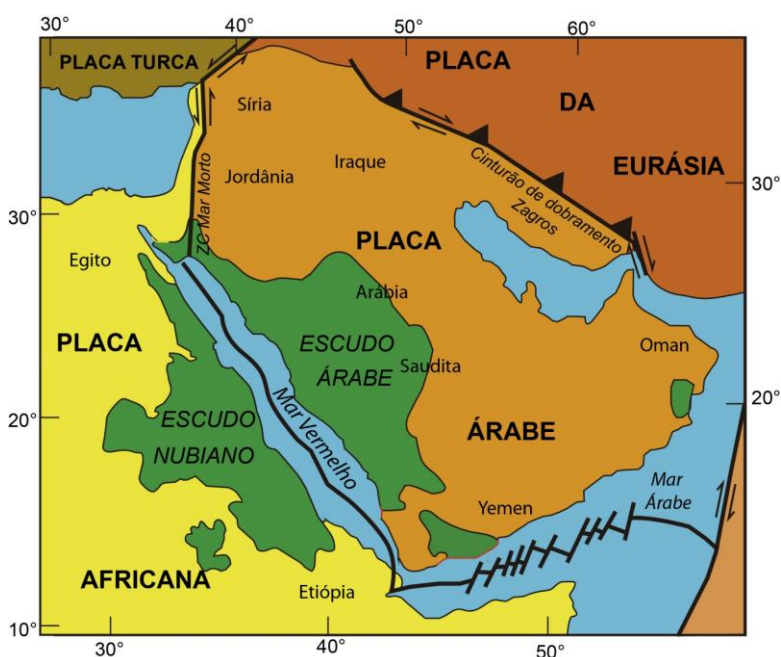 30°
40°
50°
60°
PLACA TURCA
PLACA
DA
EURÁSIA
Síria
Iraque
Jordânia
ZC Mar Morto
Cinturão de dobramento
Zagros
30°
30°
Egito
PLACA
Arábia
PLACA
ESCUDO
ÁRABE
Saudita
Oman
20°
20°
ESCUDO
NUBIANO
Mar Vermelho
ÁRABE
Mar
Árabe
Yemen
AFRICANA
Etiópia
10°
30°
40°
50°